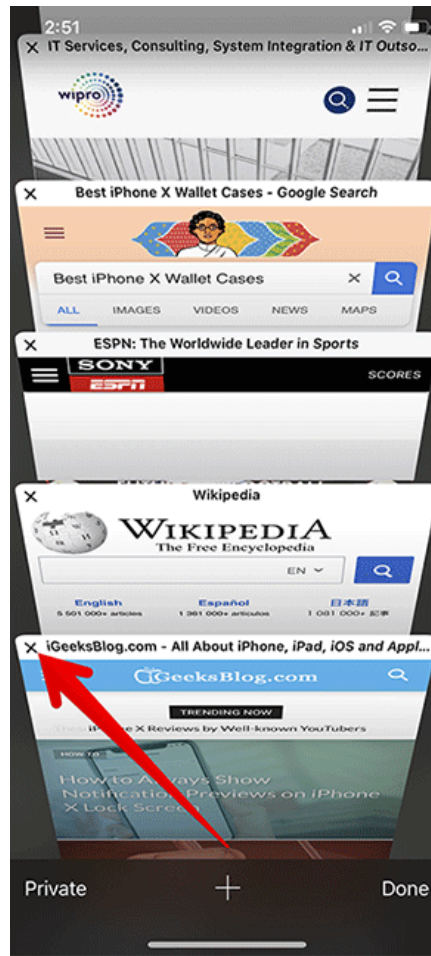 2:51
IT Services, Consulting, System Integration & IT Outso...
wipro
Best iPhone X Wallet Cases - Google Search
Best iPhone X Wallet Cases
ALL IMAGES VIDEOS NEWS MAPS
ESPN: The Worldwide Leader in Sports
SONY
ESPN
SCORES
Wikipedia
WIKIPEDIA
The Free Encyclopedia
EN
English Español 日本語
5 501 000+ articles 1 361 000+ artículos 1 081 000+ 記事
iGeeksBlog.com - All About iPhone, iPad, iOS and Appl...
iGeeksBlog.com
TRENDING NOW
X Reviews by Well-known YouTubers
HOW TO
How to Always Show
Notification Previews on iPhone
X Lock Screen
Private
Done